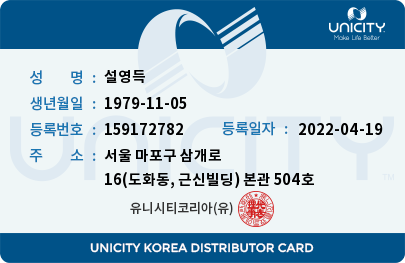 UNICITY
Make Life Better
성 명 : 설영득
생년월일 : 1979-11-05
등록번호 : 159172782 등록일자 : 2022-04-19
주 소 : 서울 마포구 삼개로
16(도화동, 근신빌딩) 본관 504호
유니시티코리아(유)
UNICITY
UNICITY KOREA DISTRIBUTOR CARD